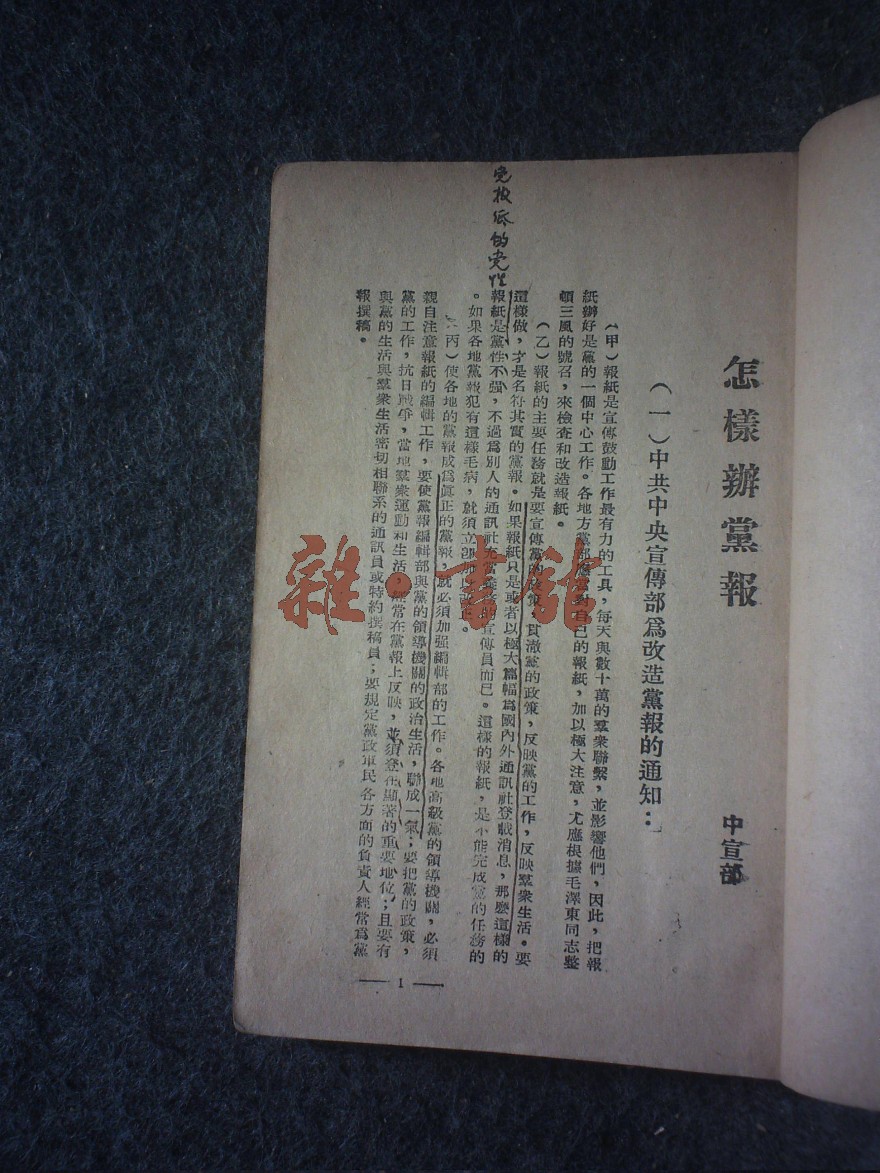 怎樣辦黨報
中宣部
（一）中共中央宣傳部爲改造黨報的通知：
（甲）報紙是宣傳鼓動工作最有力的工具，每天與數十萬的羣衆聯繫，並影響他們，因此，把報
紙辦好是黨的一個中心工作。各地方黨部應當對自己的報紙，加以極大注意，尤應根據毛澤東同志整
頓三風的號召，來檢查和改造報紙。
（乙）報紙的主要任務就是要宣傳黨的政策，貫澈黨的政策，反映黨的工作，反映羣衆生活。要
這樣做，才是名符其實的黨報。如果報紙只是或者以極大篇幅爲國內外通訊社登載消息，那麽這樣的
報紙是黨性不强，不過爲別人的通訊社充當義務的宣傳員而已。這樣的報紙，是不能完成黨的任務的
。如果各地黨報犯有這樣毛病，就須立即加以改正。
（丙）使各地的黨報成爲眞正的黨報，就必須加强編輯部的工作。各地高級黨的領導機關，必須
親自注意報紙的編輯工作，要使黨報編輯部與黨的領導機關的政治生活，聯成一氣；要把黨的政策，
黨的工作，抗日戰爭，當地羣衆運動和生活，經常在黨報上反映，並須登在顯著的重要地位；且要有
與黨的生活與羣衆生活密切相聯系的通訊員或特約撰稿員；要規定黨政軍民各方面的負責人經常爲黨
報撰稿。
— 1 —
的党性
雜·書館